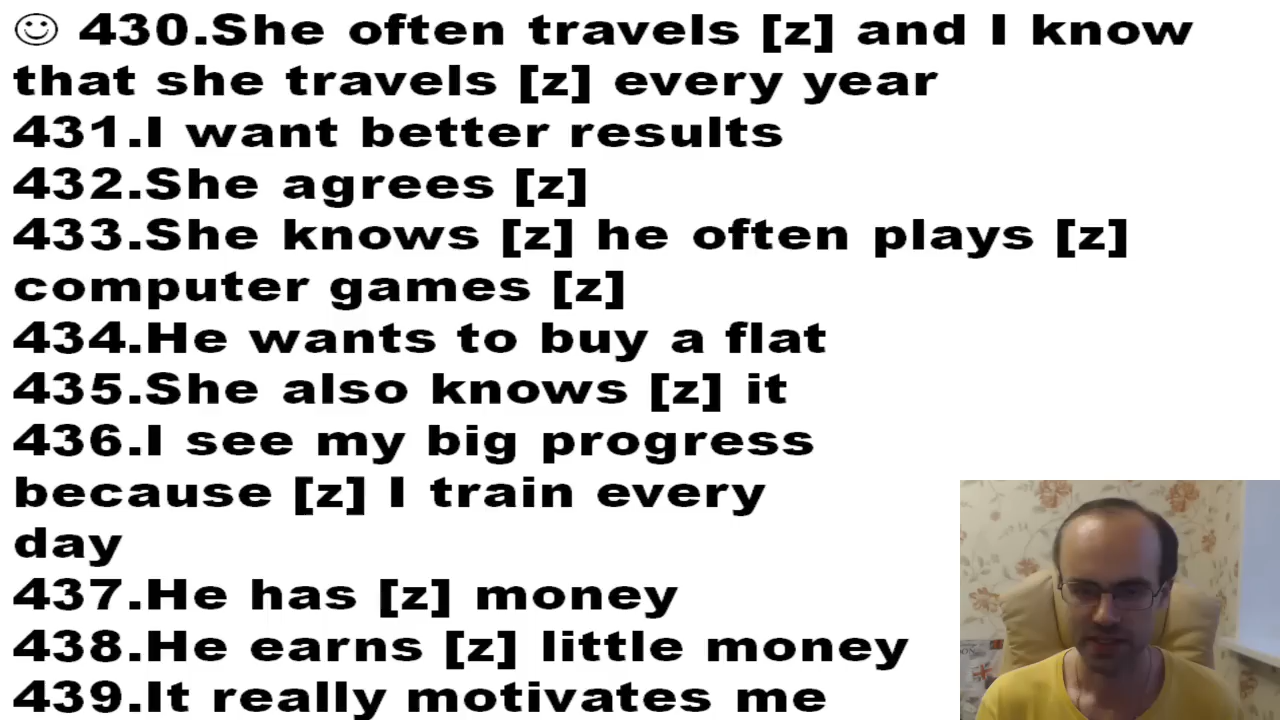 ☺ 430.She often travels [z] and I know
that she travels [z] every year
431.I want better results
432.She agrees [z]
433.She knows [z] he often plays [z]
computer games [z]
434.He wants to buy a flat
435.She also knows [z] it
436.I see my big progress
because [z] I train every
day
437.He has [z] money
438.He earns [z] little money
439.It really motivates me